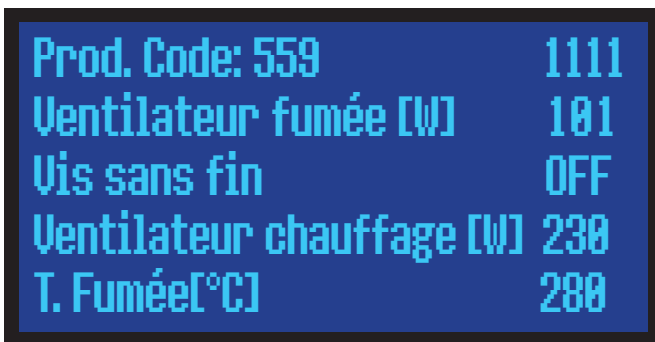 Prod. Code: 559 1111
Ventilateur fumée [W] 101
Vis sans fin OFF
Ventilateur chauffage [W] 230
T. Fumée[°C] 280